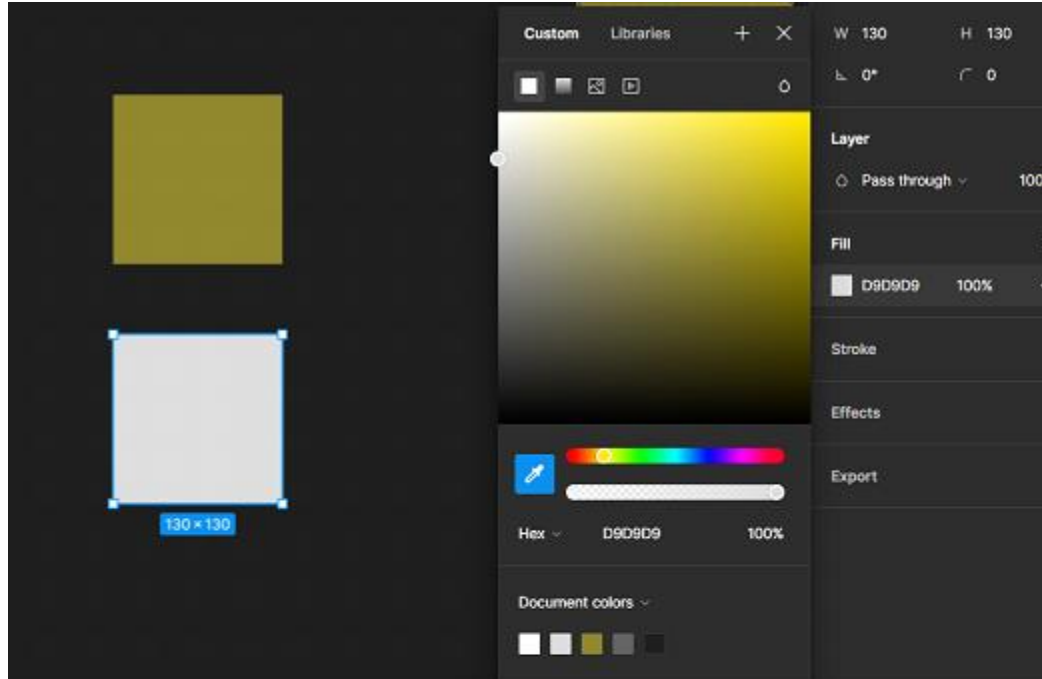 Custom Libraries
W 130 H 130
0° 0
Layer
Pass through 100
Fill
D9D9D9 100%
Stroke
Effects
Export
130 × 130
Hex D9D9D9 100%
Document colors